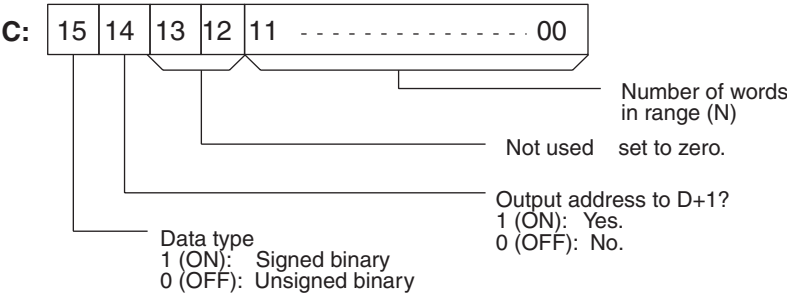 C: 15 14 13 12 11 - - - - - - - - - - - - - - - 00
Number of words
in range (N)
Not used set to zero.
Output address to D+1?
1 (ON): Yes.
0 (OFF): No.
Data type
1 (ON): Signed binary
0 (OFF): Unsigned binary